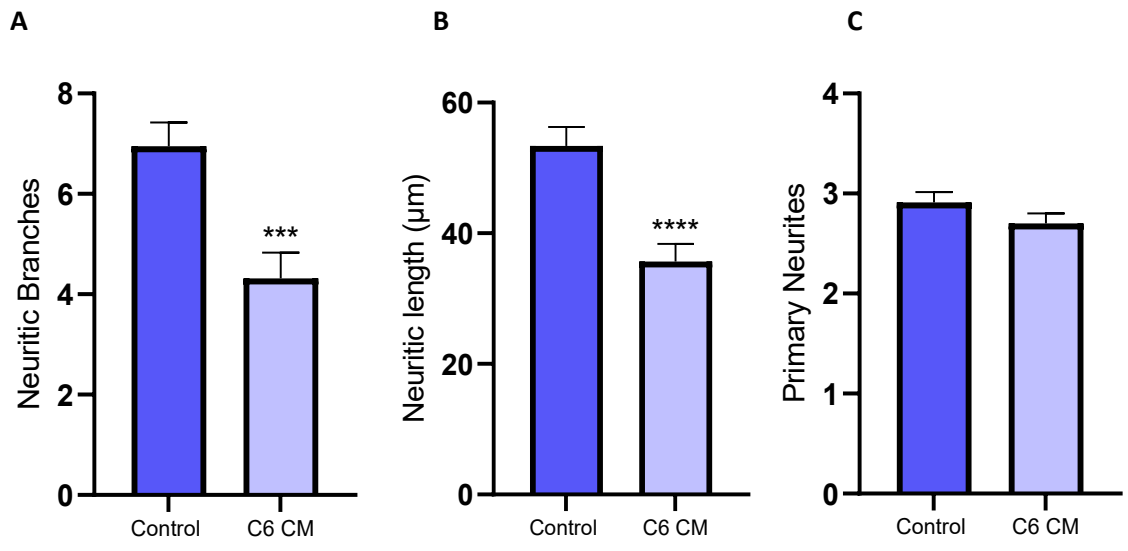 A
Neuritic Branches
8
6
4
2
0
***
Control
C6 CM
B
Neuritic length (µm)
60
40
20
0
****
Control
C6 CM
C
Primary Neurites
4
3
2
1
0
Control
C6 CM